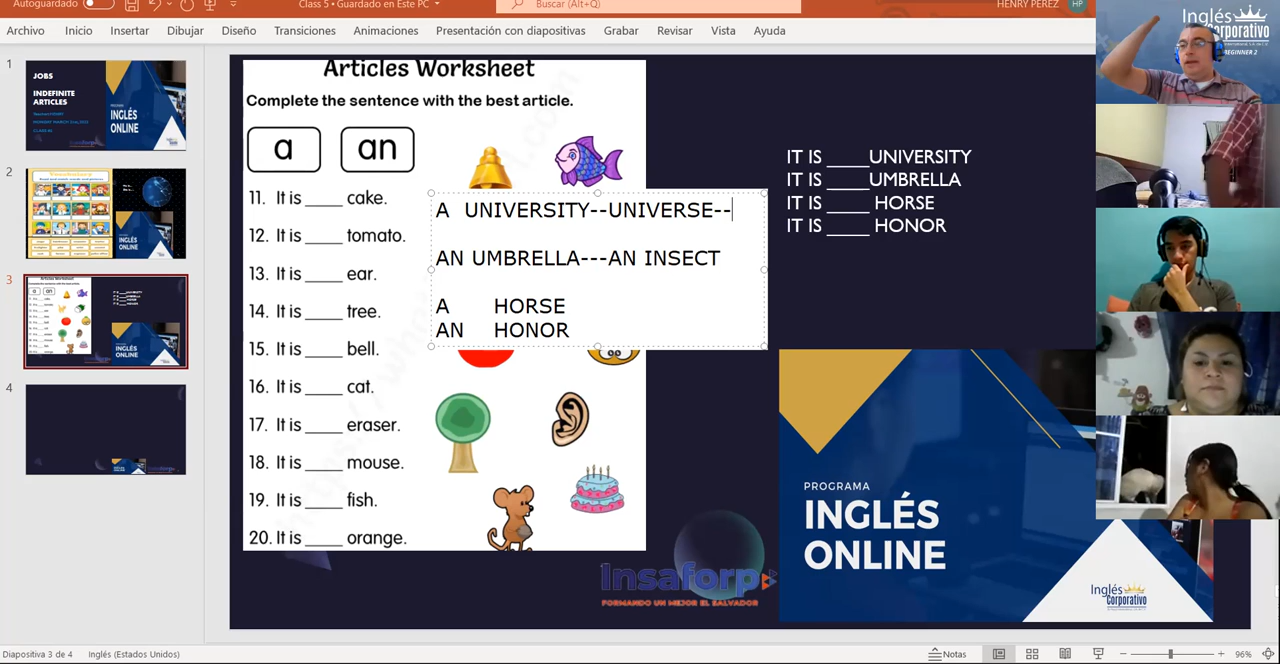 Autoguardado
Class 5 • Guardado en Este PC
Buscar (Alt+Q)
HENRY PEREZ
HP
Archivo
Inicio
Insertar
Dibujar
Diseño
Transiciones
Animaciones
Presentación con diapositivas
Grabar
Revisar
Vista
Ayuda
1
JOBS
INDEFINITE
ARTICLES
PROGRAMA
INGLÉS
ONLINE
2
3
4
Articles Worksheet
Complete the sentence with the best article.
a
an
11. It is ____ cake.
12. It is ____ tomato.
13. It is ____ ear.
14. It is ____ tree.
15. It is ____ bell.
16. It is ____ cat.
17. It is ____ eraser.
18. It is ____ mouse.
19. It is ____ fish.
20. It is ____ orange.
A UNIVERSITY--UNIVERSE--
AN UMBRELLA---AN INSECT
A HORSE
AN HONOR
IT IS ____UNIVERSITY
IT IS ____UMBRELLA
IT IS ____ HORSE
IT IS ____ HONOR
PROGRAMA
INGLÉS
ONLINE
Insaforp
FORMANDO UN MEJOR EL SALVADOR
Inglés
Corporativo
Inglés
Corporativo
BEGINNER 2
Diapositiva 3 de 4
Inglés (Estados Unidos)
Notas
96%